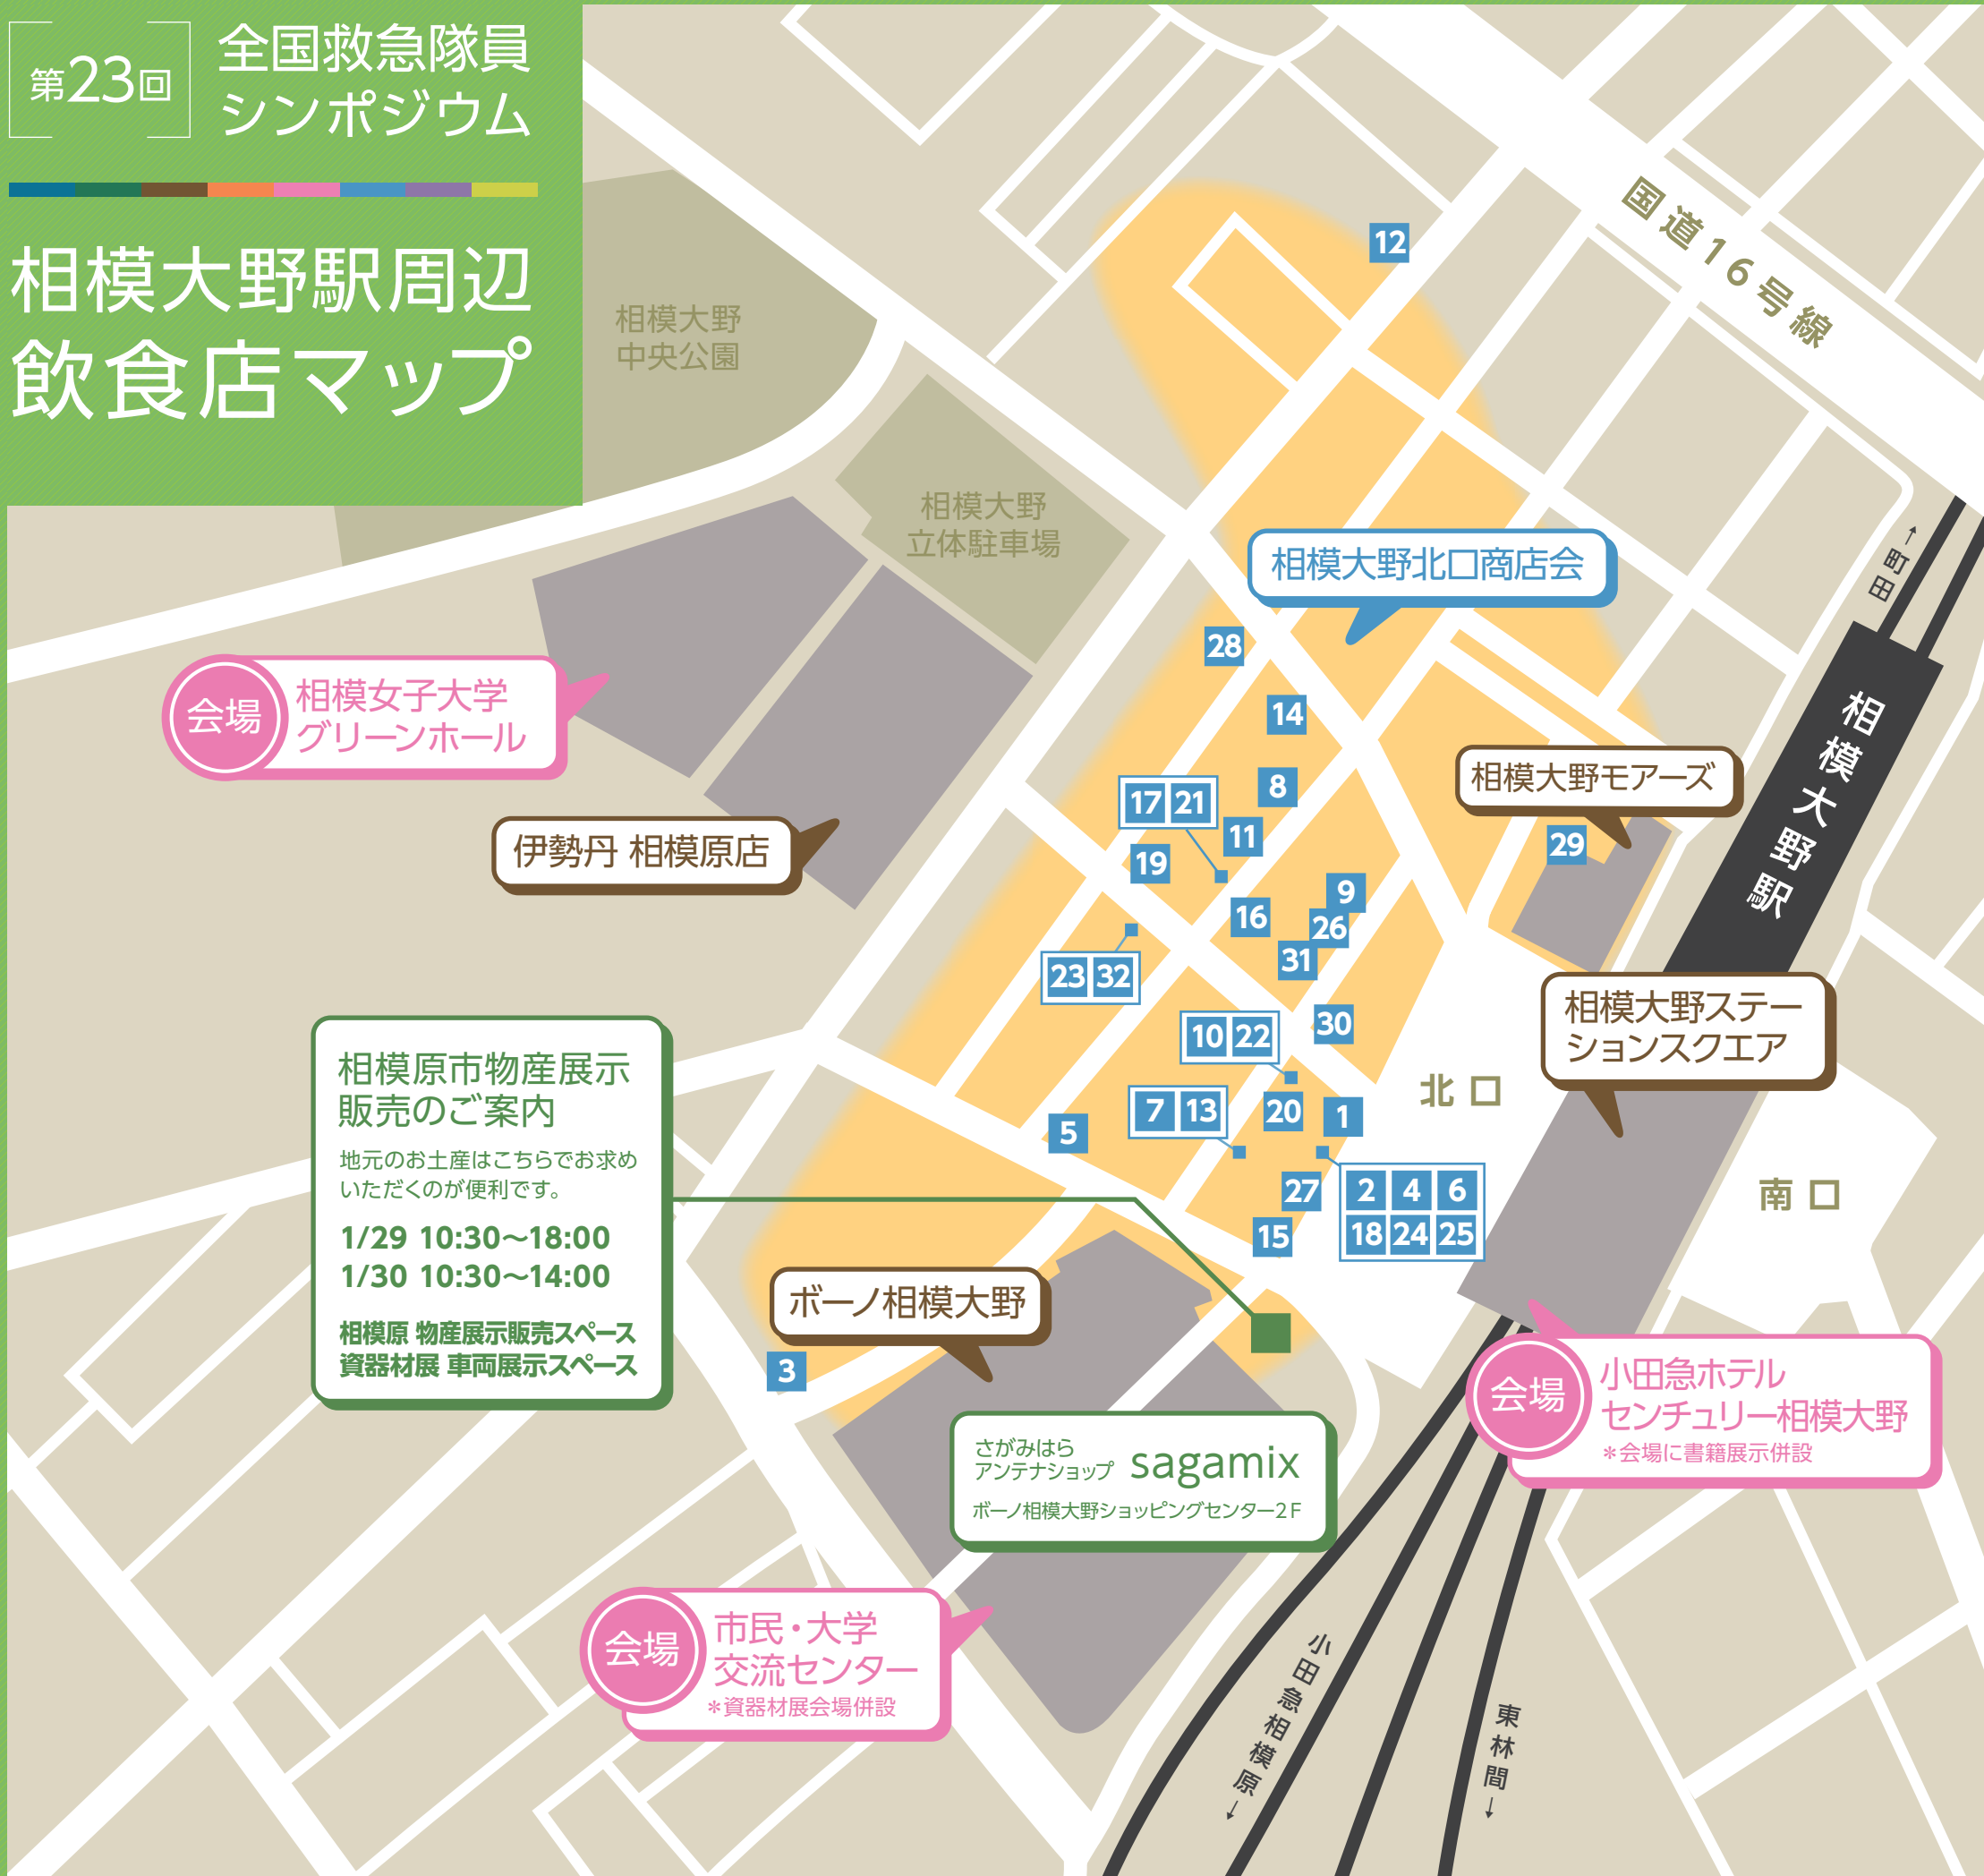 第23回
全国救急隊員
シンポジウム
相模大野駅周辺
飲食店マップ
相模大野
中央公園
相模大野
立体駐車場
国道16号線
12
相模大野北口商店会
←町田
28
14
会場
相模女子大学
グリーンホール
相模大野モアーズ
相模大野駅
17 21
8
11
29
伊勢丹 相模原店
19
9
16
26
31
23 32
相模大野ステー
ションスクエア
10 22
30
北口
7 13
20
1
5
南口
27
2 4 6
18 24 25
15
相模原市物産展示
販売のご案内
地元のお土産はこちらでお求め
いただくのが便利です。
1/29 10:30〜18:00
1/30 10:30〜14:00
相模原 物産展示販売スペース
資器材展 車両展示スペース
ボーノ相模大野
3
会場
小田急ホテル
センチュリー相模大野
＊会場に書籍展示併設
さがみはら
アンテナショップ sagamix
ボーノ相模大野ショッピングセンター2F
会場
市民・大学
交流センター
＊資器材展会場併設
小田急相模原→
東林間→